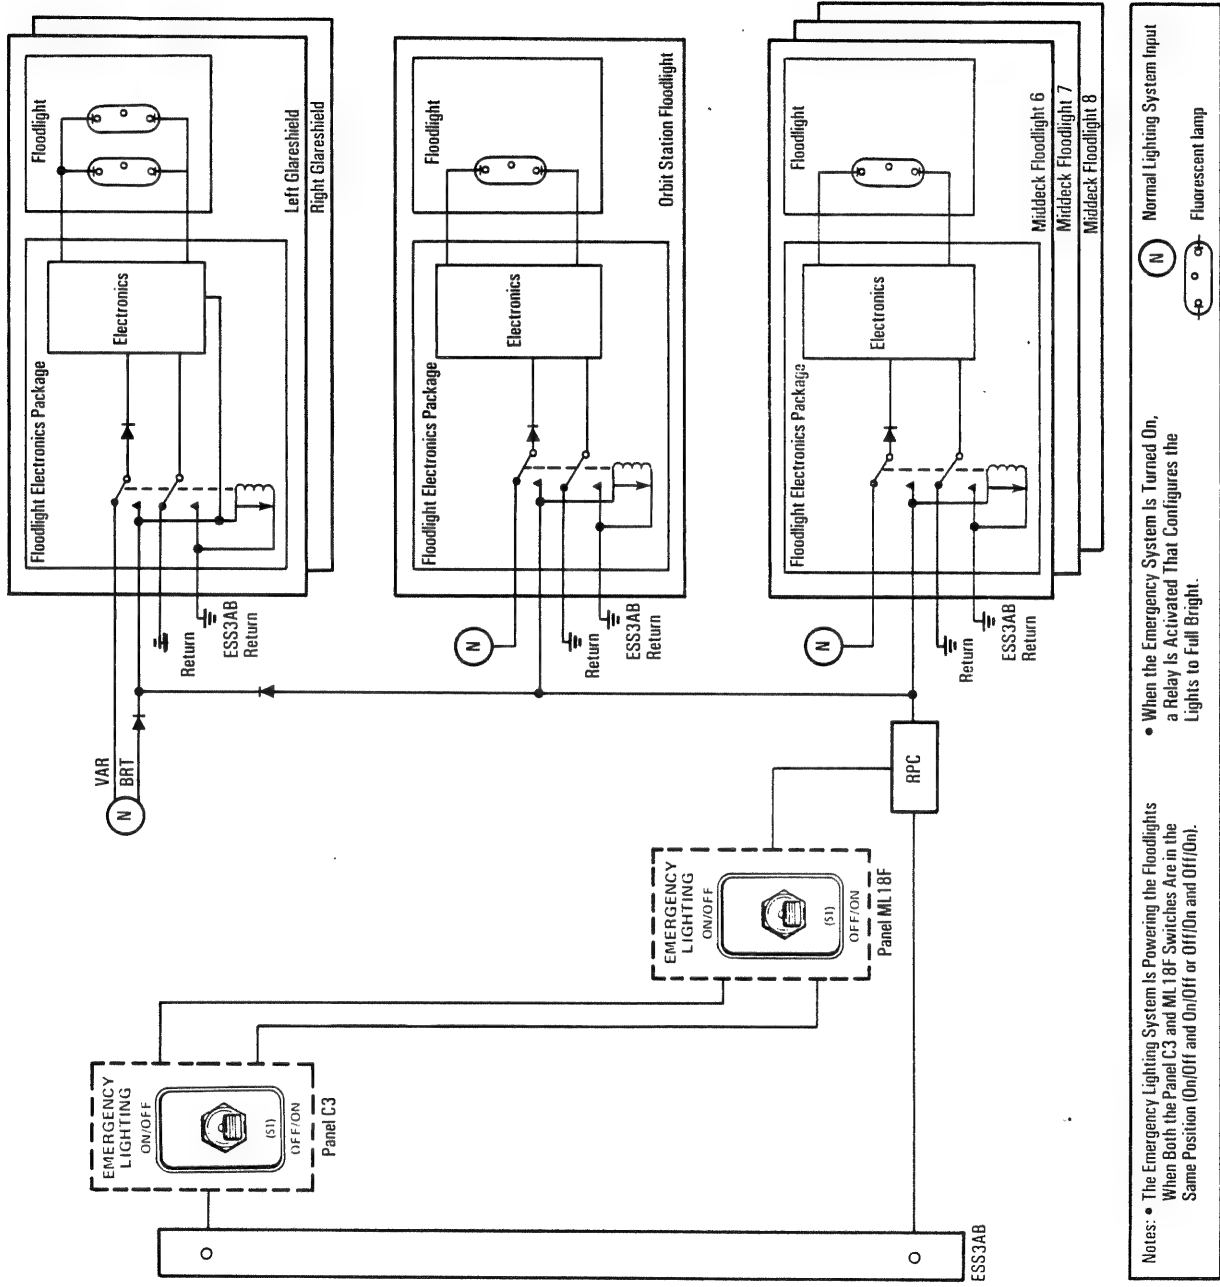 Floodlight
Floodlight Electronics Package
Electronics
Left Glareshield
Right Glareshield
Return
ESS3AB
Return
VAR
BRT
N
Floodlight
Floodlight Electronics Package
Electronics
Orbit Station Floodlight
N
Return
ESS3AB
Return
Floodlight
Floodlight Electronics Package
Electronics
Middeck Floodlight 6
Middeck Floodlight 7
Middeck Floodlight 8
N
Return
ESS3AB
Return
RPC
EMERGENCY
LIGHTING
ON/OFF
(S1)
OFF/ON
Panel ML18F
EMERGENCY
LIGHTING
ON/OFF
(S1)
OFF/ON
Panel C3
ESS3AB
Notes: • The Emergency Lighting System Is Powering the Floodlights
When Both the Panel C3 and ML18F Switches Are in the
Same Position (On/Off and On/Off or Off/On and Off/On).
• When the Emergency System Is Turned On,
a Relay Is Activated That Configures the
Lights to Full Bright.
N Normal Lighting System Input
Fluorescent lamp